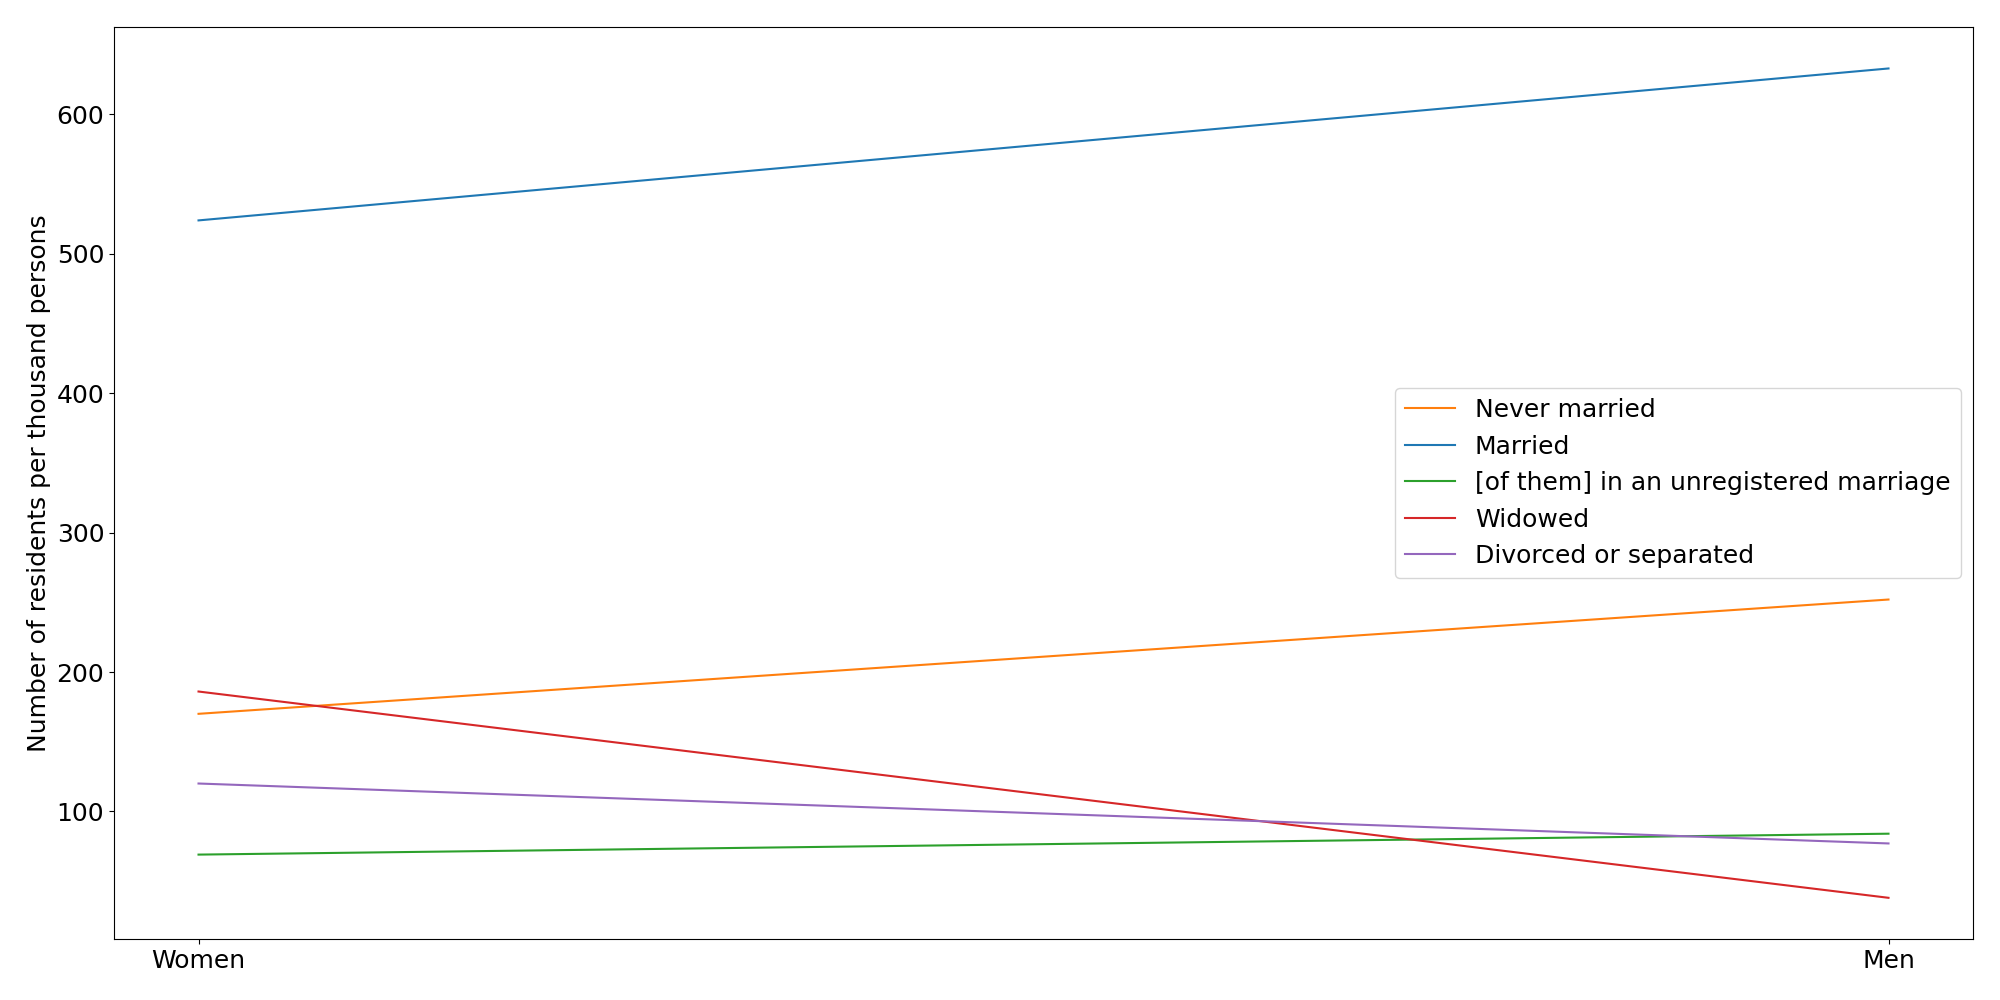 Number of residents per thousand persons
600
500
400
300
200
100
Never married
Married
[of them] in an unregistered marriage
Widowed
Divorced or separated
Women
Men